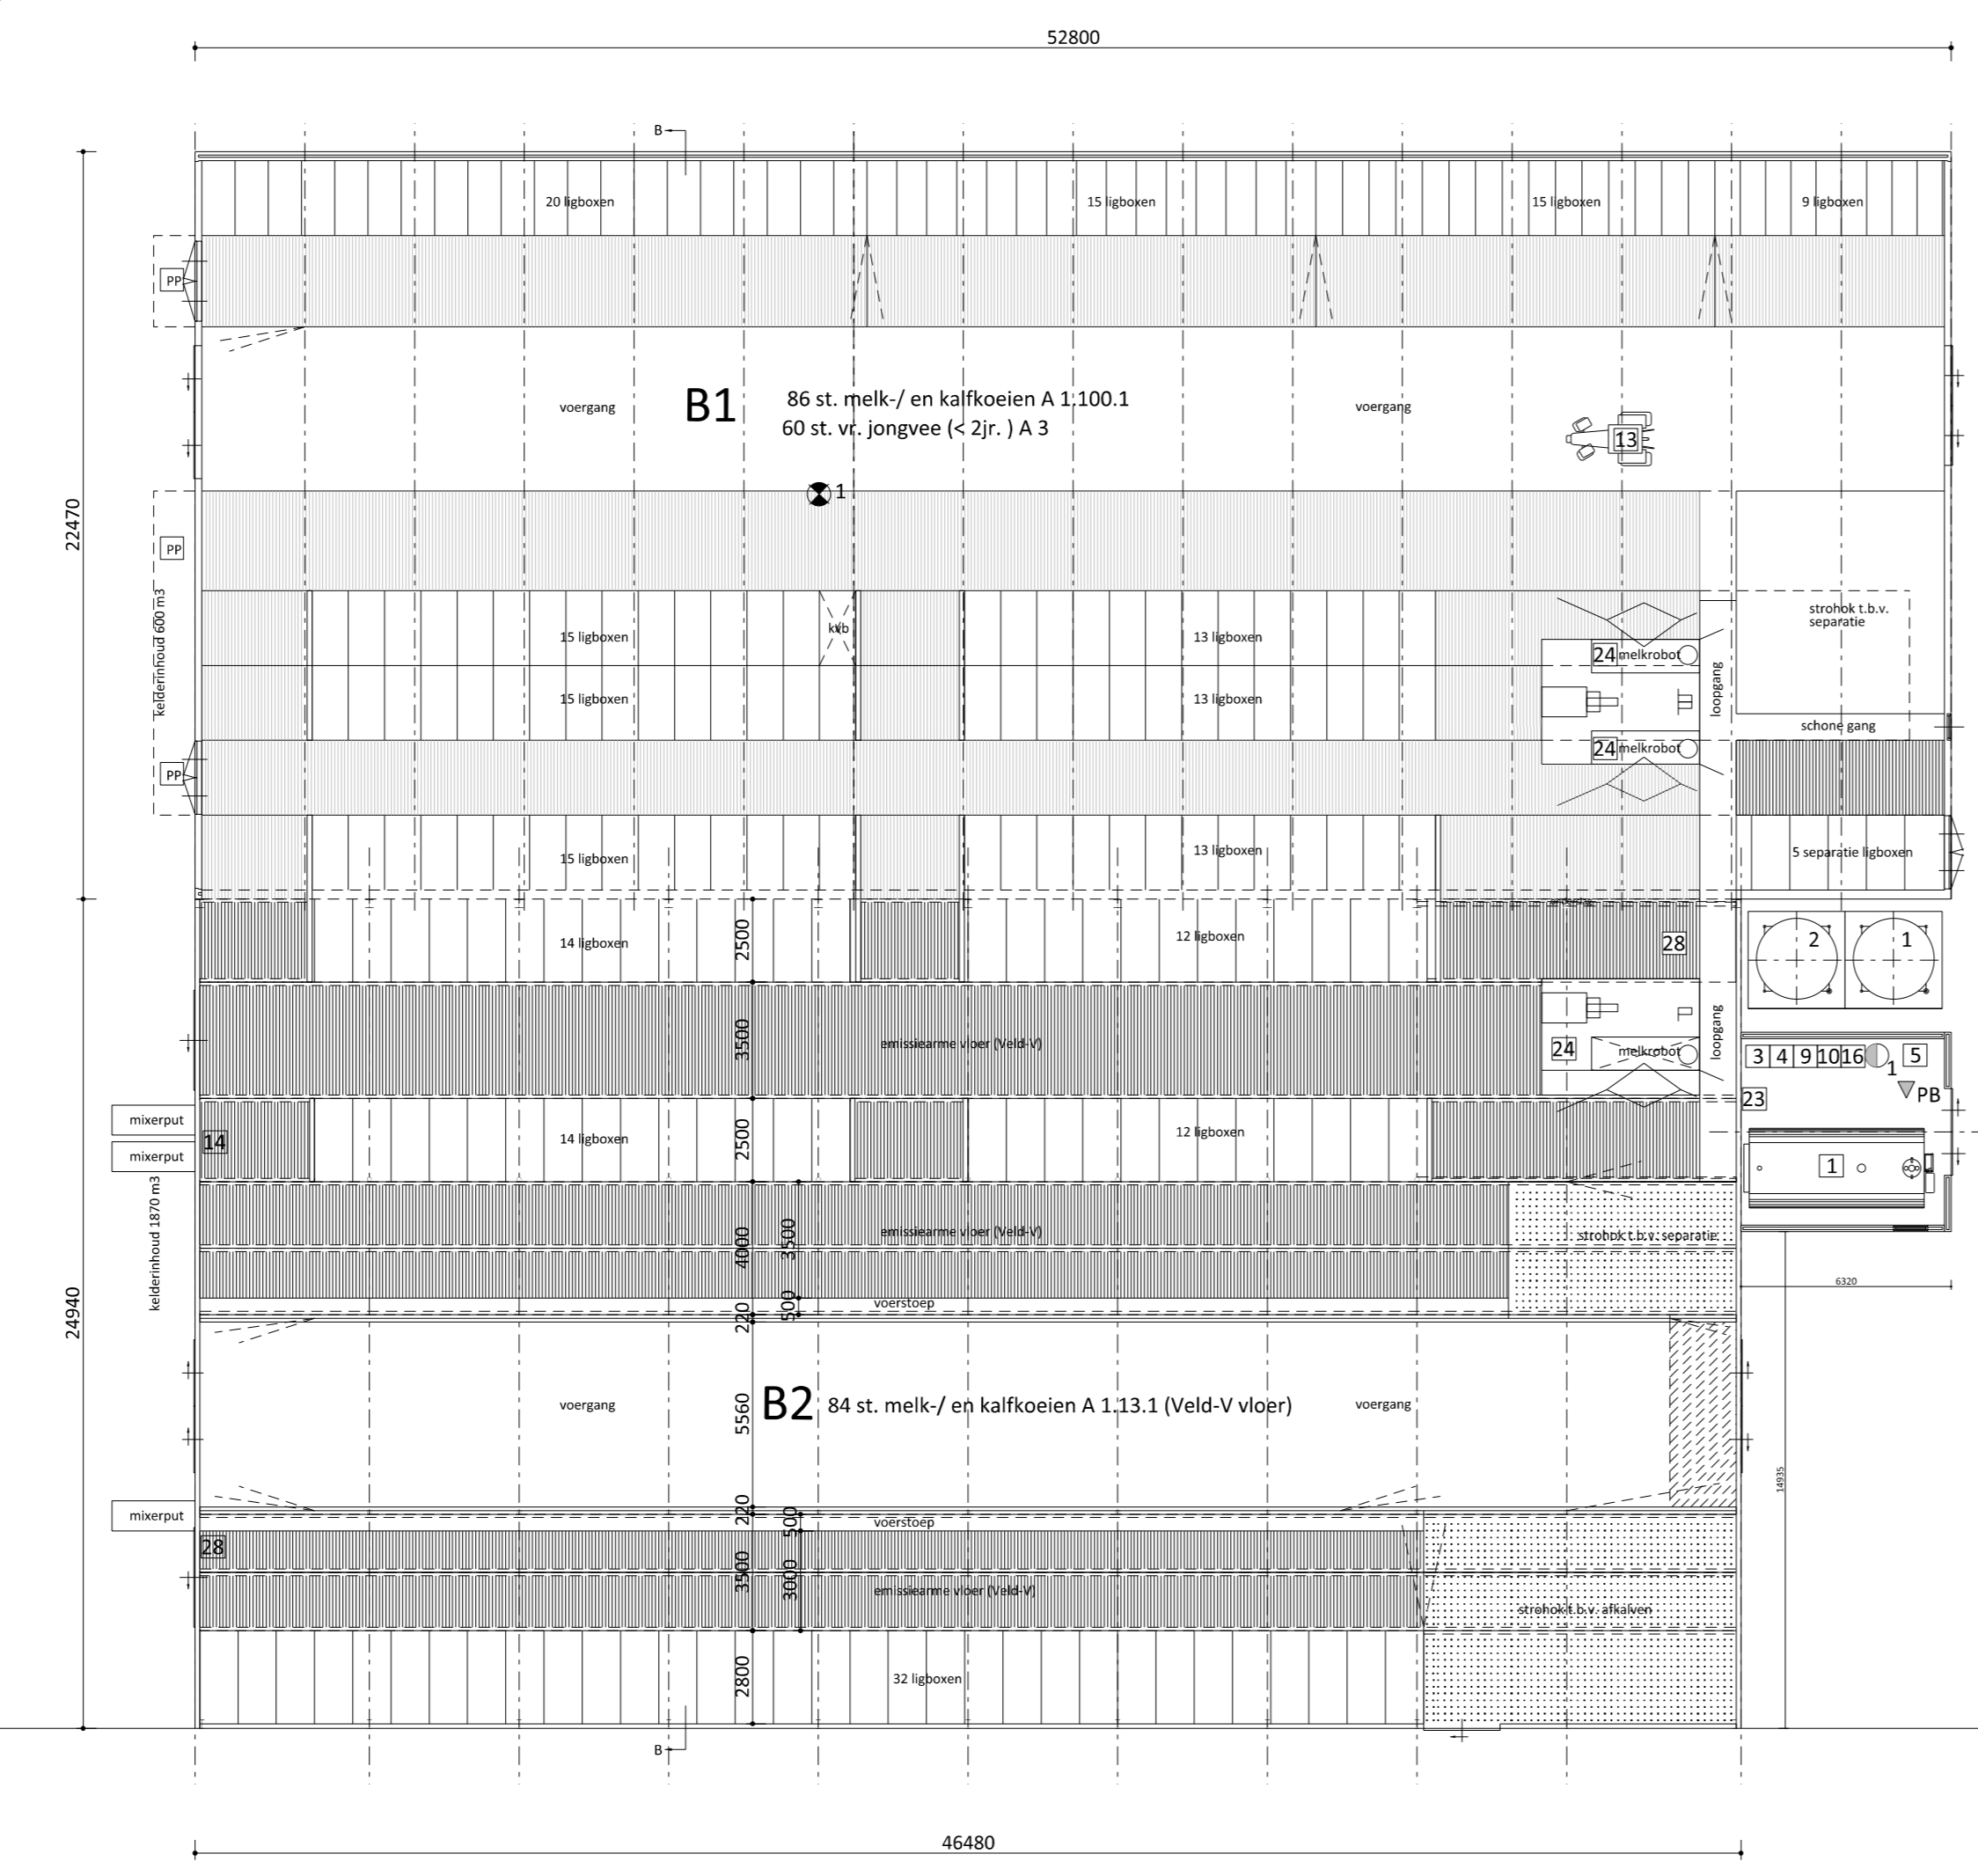 52800
B
20 ligboxen
15 ligboxen
15 ligboxen
9 ligboxen
PP
B1
86 st. melk-/ en kalfkoeien A 1.100.1
60 st. vr. jongvee (< 2jr. ) A 3
voergang
voergang
13
1
22470
PP
kelderinhoud 600 m3
15 ligboxen
kvb
13 ligboxen
strohok t.b.v.
separatie
24 melkrobot
loopgang
15 ligboxen
13 ligboxen
schone gang
24 melkrobot
PP
15 ligboxen
13 ligboxen
5 separatie ligboxen
14 ligboxen
2500
12 ligboxen
28
2
1
3500
emissiearme vloer (Veld-V)
24
melkrobot
loopgang
3
4
9
10
16
1
5
PB
23
mixerput
mixerput
14
14 ligboxen
2500
12 ligboxen
1
kelderinhoud 1870 m3
4000
3500
emissiearme vloer (Veld-V)
strohok t.b.v. separatie
6320
24940
220
500
voerstoep
voergang
5560
B2
84 st. melk-/ en kalfkoeien A 1.13.1 (Veld-V vloer)
voergang
14935
mixerput
220
500
voerstoep
28
3500
3000
emissiearme vloer (Veld-V)
strohok t.b.v. afkalven
2800
32 ligboxen
B
46480